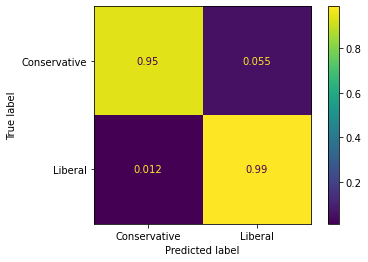 Conservative
0.95
0.055
0.8
0.6
0.4
0.2
True label
Liberal
0.012
0.99
Conservative
Liberal
Predicted label